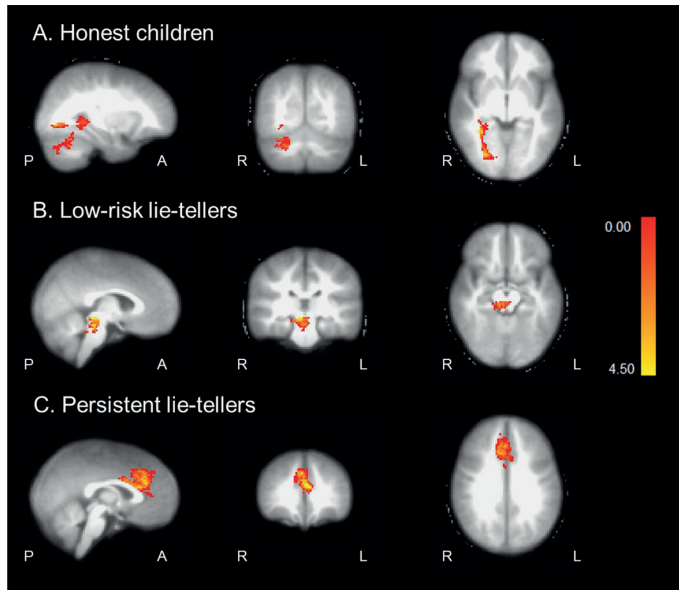 A. Honest children
P A R L R L
B. Low-risk lie-tellers
0.00
4.50
P A R L R L
C. Persistent lie-tellers
P A R L R L